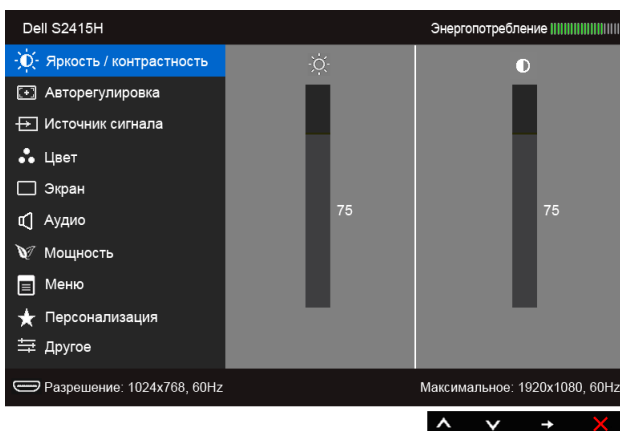 Dell S2415H Энергопотребление
Яркость / контрастность
Авторегулировка
Источник сигнала
Цвет
Экран
Аудио
75 75
Мощность
Меню
Персонализация
Другое
Разрешение: 1024x768, 60Hz Максимальное: 1920x1080, 60Hz